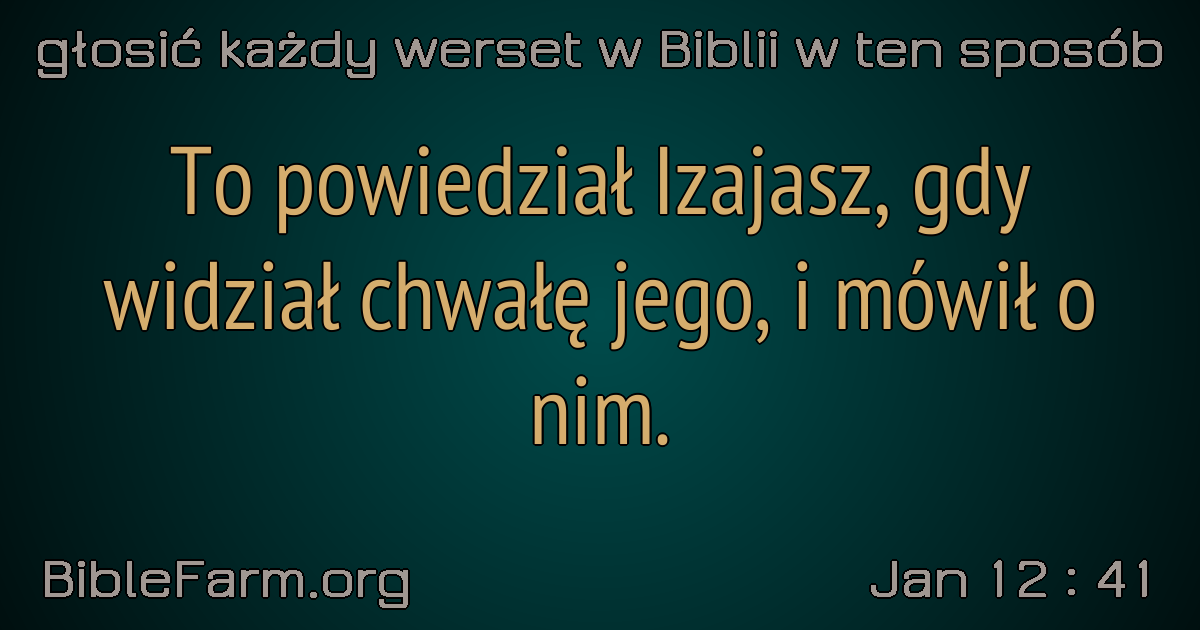 głosić każdy werset w Biblii w ten sposób
To powiedział Izajasz, gdy
widział chwałę jego, i mówił o
nim.
BibleFarm.org
Jan 12 : 41